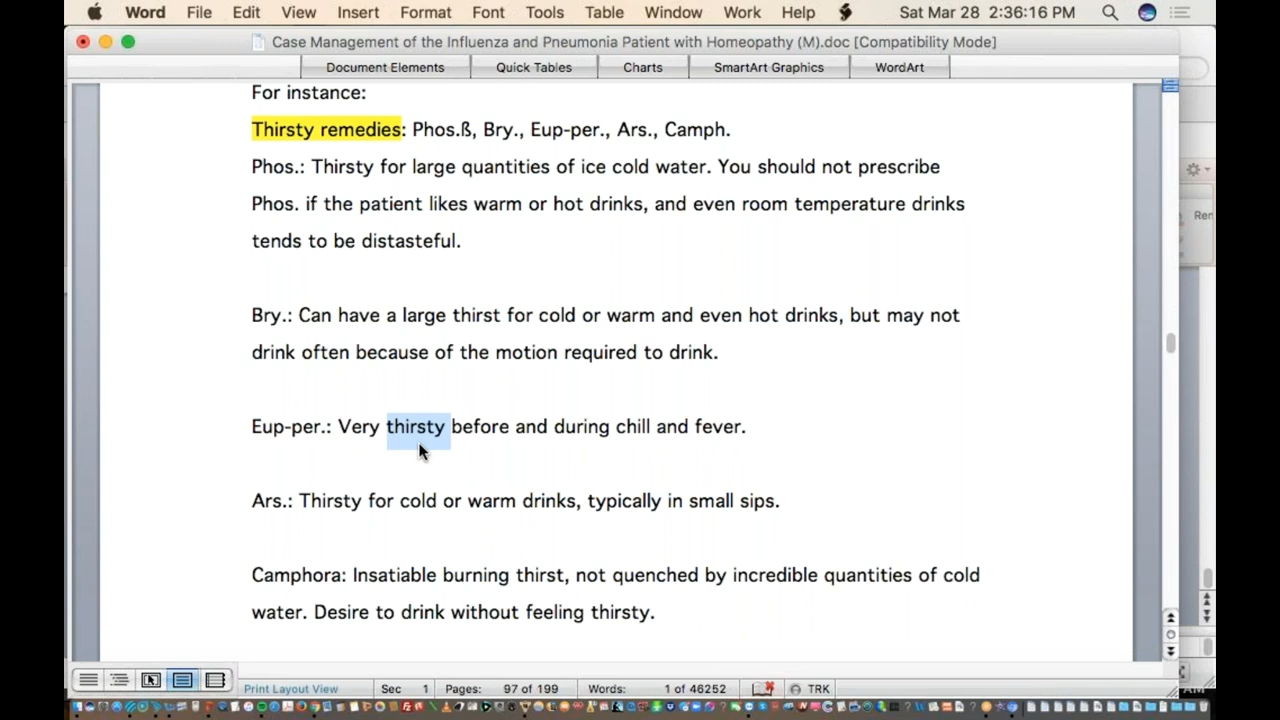 Word File Edit View Insert Format Font Tools Table Window Work Help Sat Mar 28 2:36:16 PM
Case Management of the Influenza and Pneumonia Patient with Homeopathy (M).doc [Compatibility Mode]
Document Elements Quick Tables Charts SmartArt Graphics WordArt
For instance:
Thirsty remedies: Phos.ß, Bry., Eup-per., Ars., Camph.
Phos.: Thirsty for large quantities of ice cold water. You should not prescribe
Phos. if the patient likes warm or hot drinks, and even room temperature drinks
tends to be distasteful.
Bry.: Can have a large thirst for cold or warm and even hot drinks, but may not
drink often because of the motion required to drink.
Eup-per.: Very thirsty before and during chill and fever.
Ars.: Thirsty for cold or warm drinks, typically in small sips.
Camphora: Insatiable burning thirst, not quenched by incredible quantities of cold
water. Desire to drink without feeling thirsty.
Print Layout View Sec 1 Pages: 97 of 199 Words: 1 of 46252 TRK